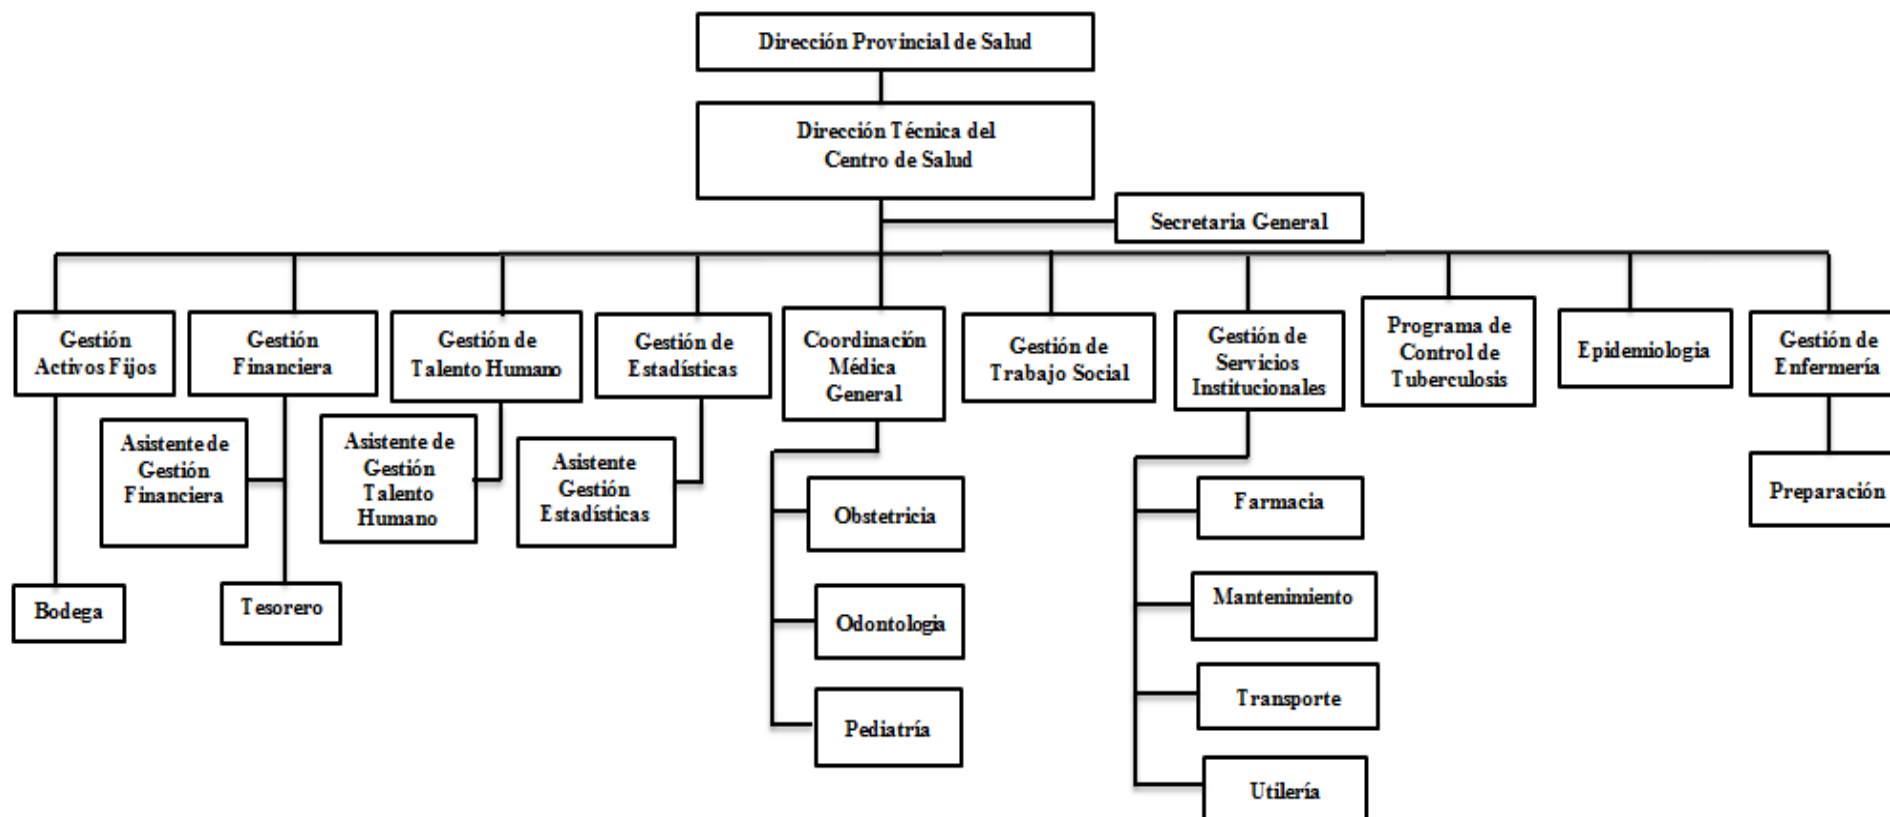 Dirección Provincial de Salud
Dirección Técnica del
Centro de Salud
Secretaria General
Gestión
Activos Fijos
Gestión
Financiera
Gestión de
Talento Humano
Gestión de
Estadísticas
Coordinación
Médica
General
Gestión de
Trabajo Social
Gestión de
Servicios
Institucionales
Programa de
Control de
Tuberculosis
Epidemiologia
Gestión de
Enfermería
Asistente de
Gestión
Financiera
Asistente de
Gestión
Talento
Humano
Asistente
Gestión
Estadísticas
Obstetricia
Farmacia
Preparación
Bodega
Tesorero
Odontologia
Mantenimiento
Pediatría
Transporte
Utilería